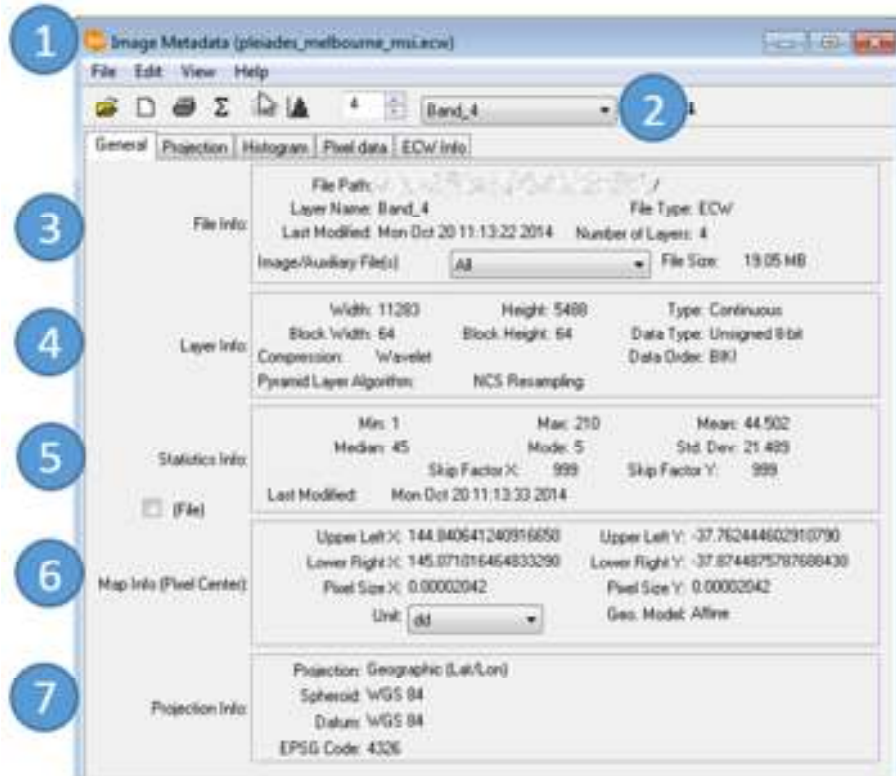 1
Image Metadata (pleiades_melbourne_msi.ecw)
File Edit View Help
Σ 4 Band_4 2
General Projection Histogram Pixel data ECW Info
3
File Info:
File Path: /
Layer Name: Band_4 File Type: ECW
Last Modified: Mon Oct 20 11:13:22 2014 Number of Layers: 4
Image/Auxiliary File(s) All File Size: 19.05 MB
4
Layer Info:
Width: 11283 Height: 5488 Type: Continuous
Block Width: 64 Block Height: 64 Data Type: Unsigned 8-bit
Compression: Wavelet Data Order: BIKI
Pyramid Layer Algorithm: NCS Resampling
5
Statistics Info:
Min: 1 Max: 210 Mean: 44.502
Median: 45 Mode: 5 Std. Dev: 21.489
Skip Factor X: 999 Skip Factor Y: 999
Last Modified: Mon Oct 20 11:13:33 2014
(File)
6
Map Info (Pixel Center):
Upper Left X: 144.840641240916650 Upper Left Y: -37.762444602910790
Lower Right X: 145.071016464833290 Lower Right Y:
Pixel Size X: 0.00002042 Pixel Size Y: 0.00002042
Unit: dd Geo. Model: Affine
7
Projection Info:
Projection: Geographic (Lat/Lon)
Spheroid: WGS 84
Datum: WGS 84
EPSG Code: 4326